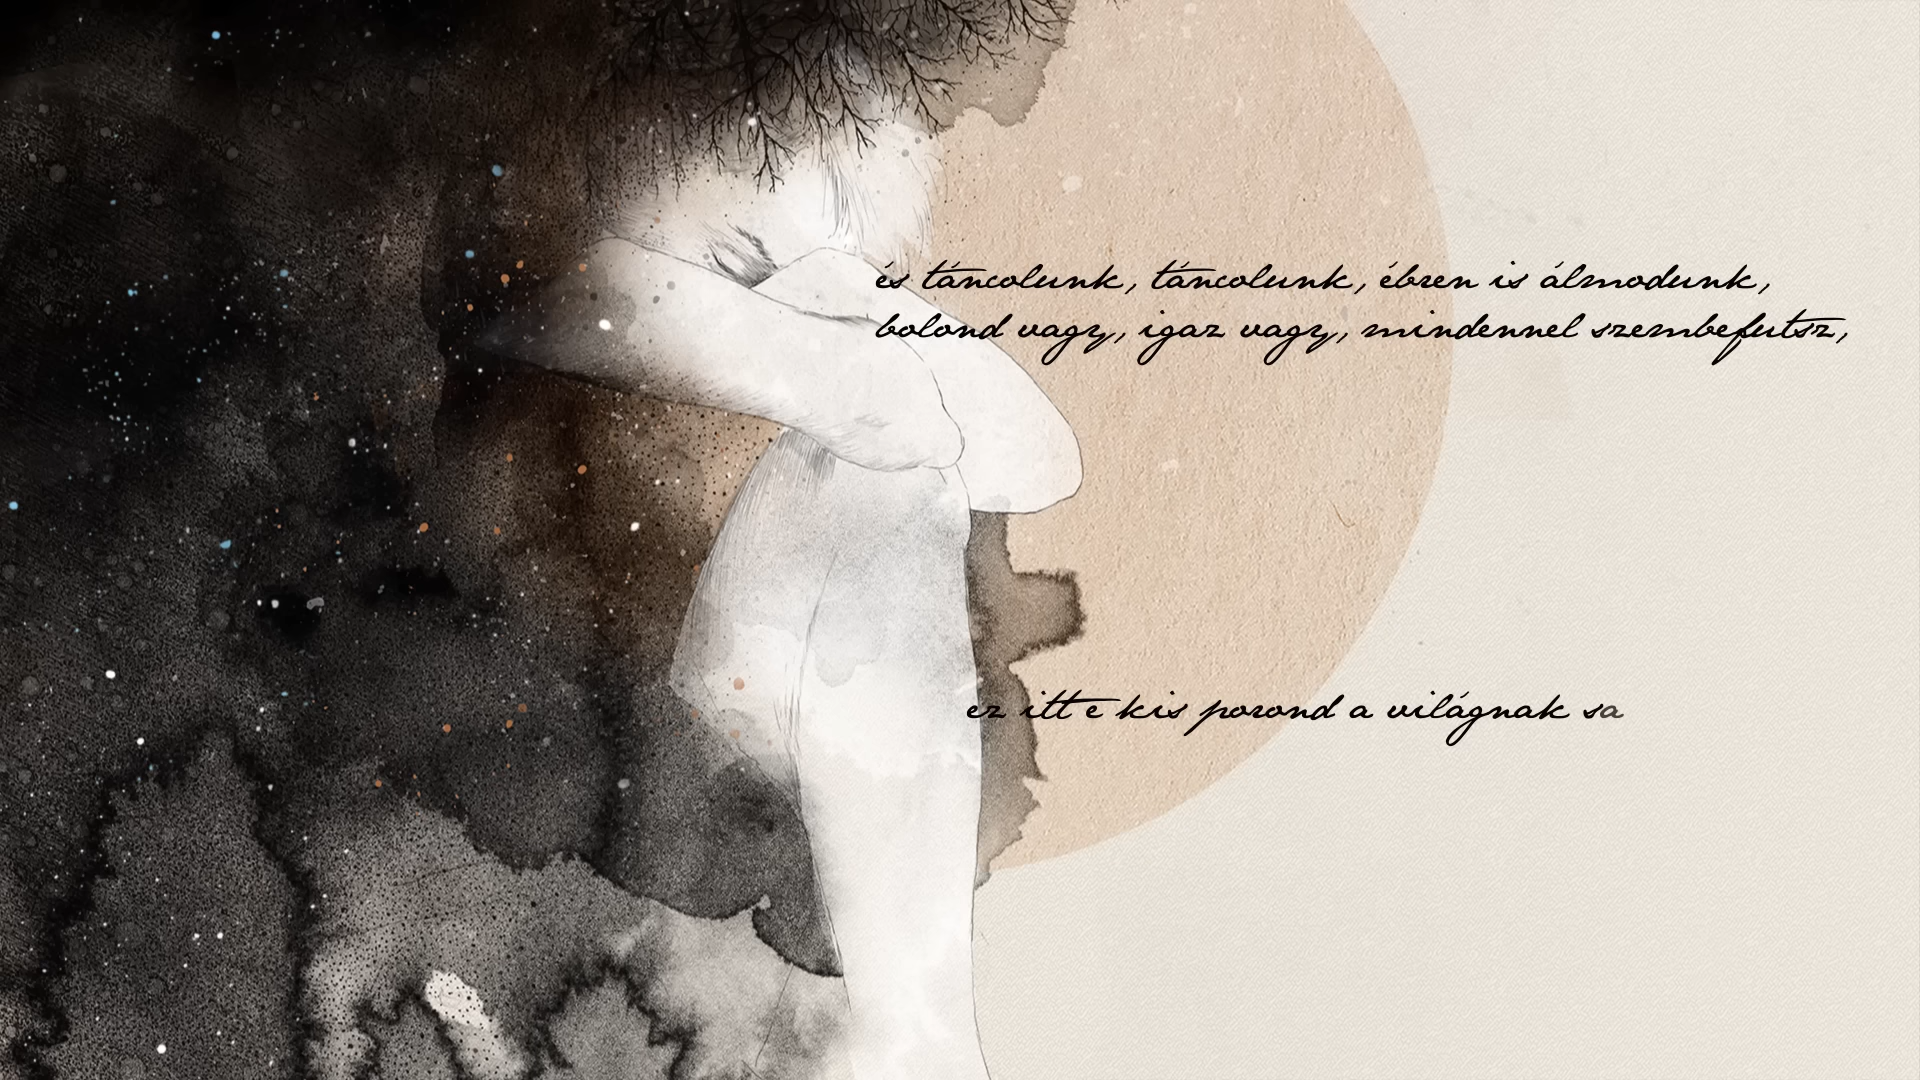 és táncolunk, táncolunk, ébren is álmodunk,
bolond vagy, igaz vagy, mindennel szembefutsz,
ez itt e kis porond a világnak sa